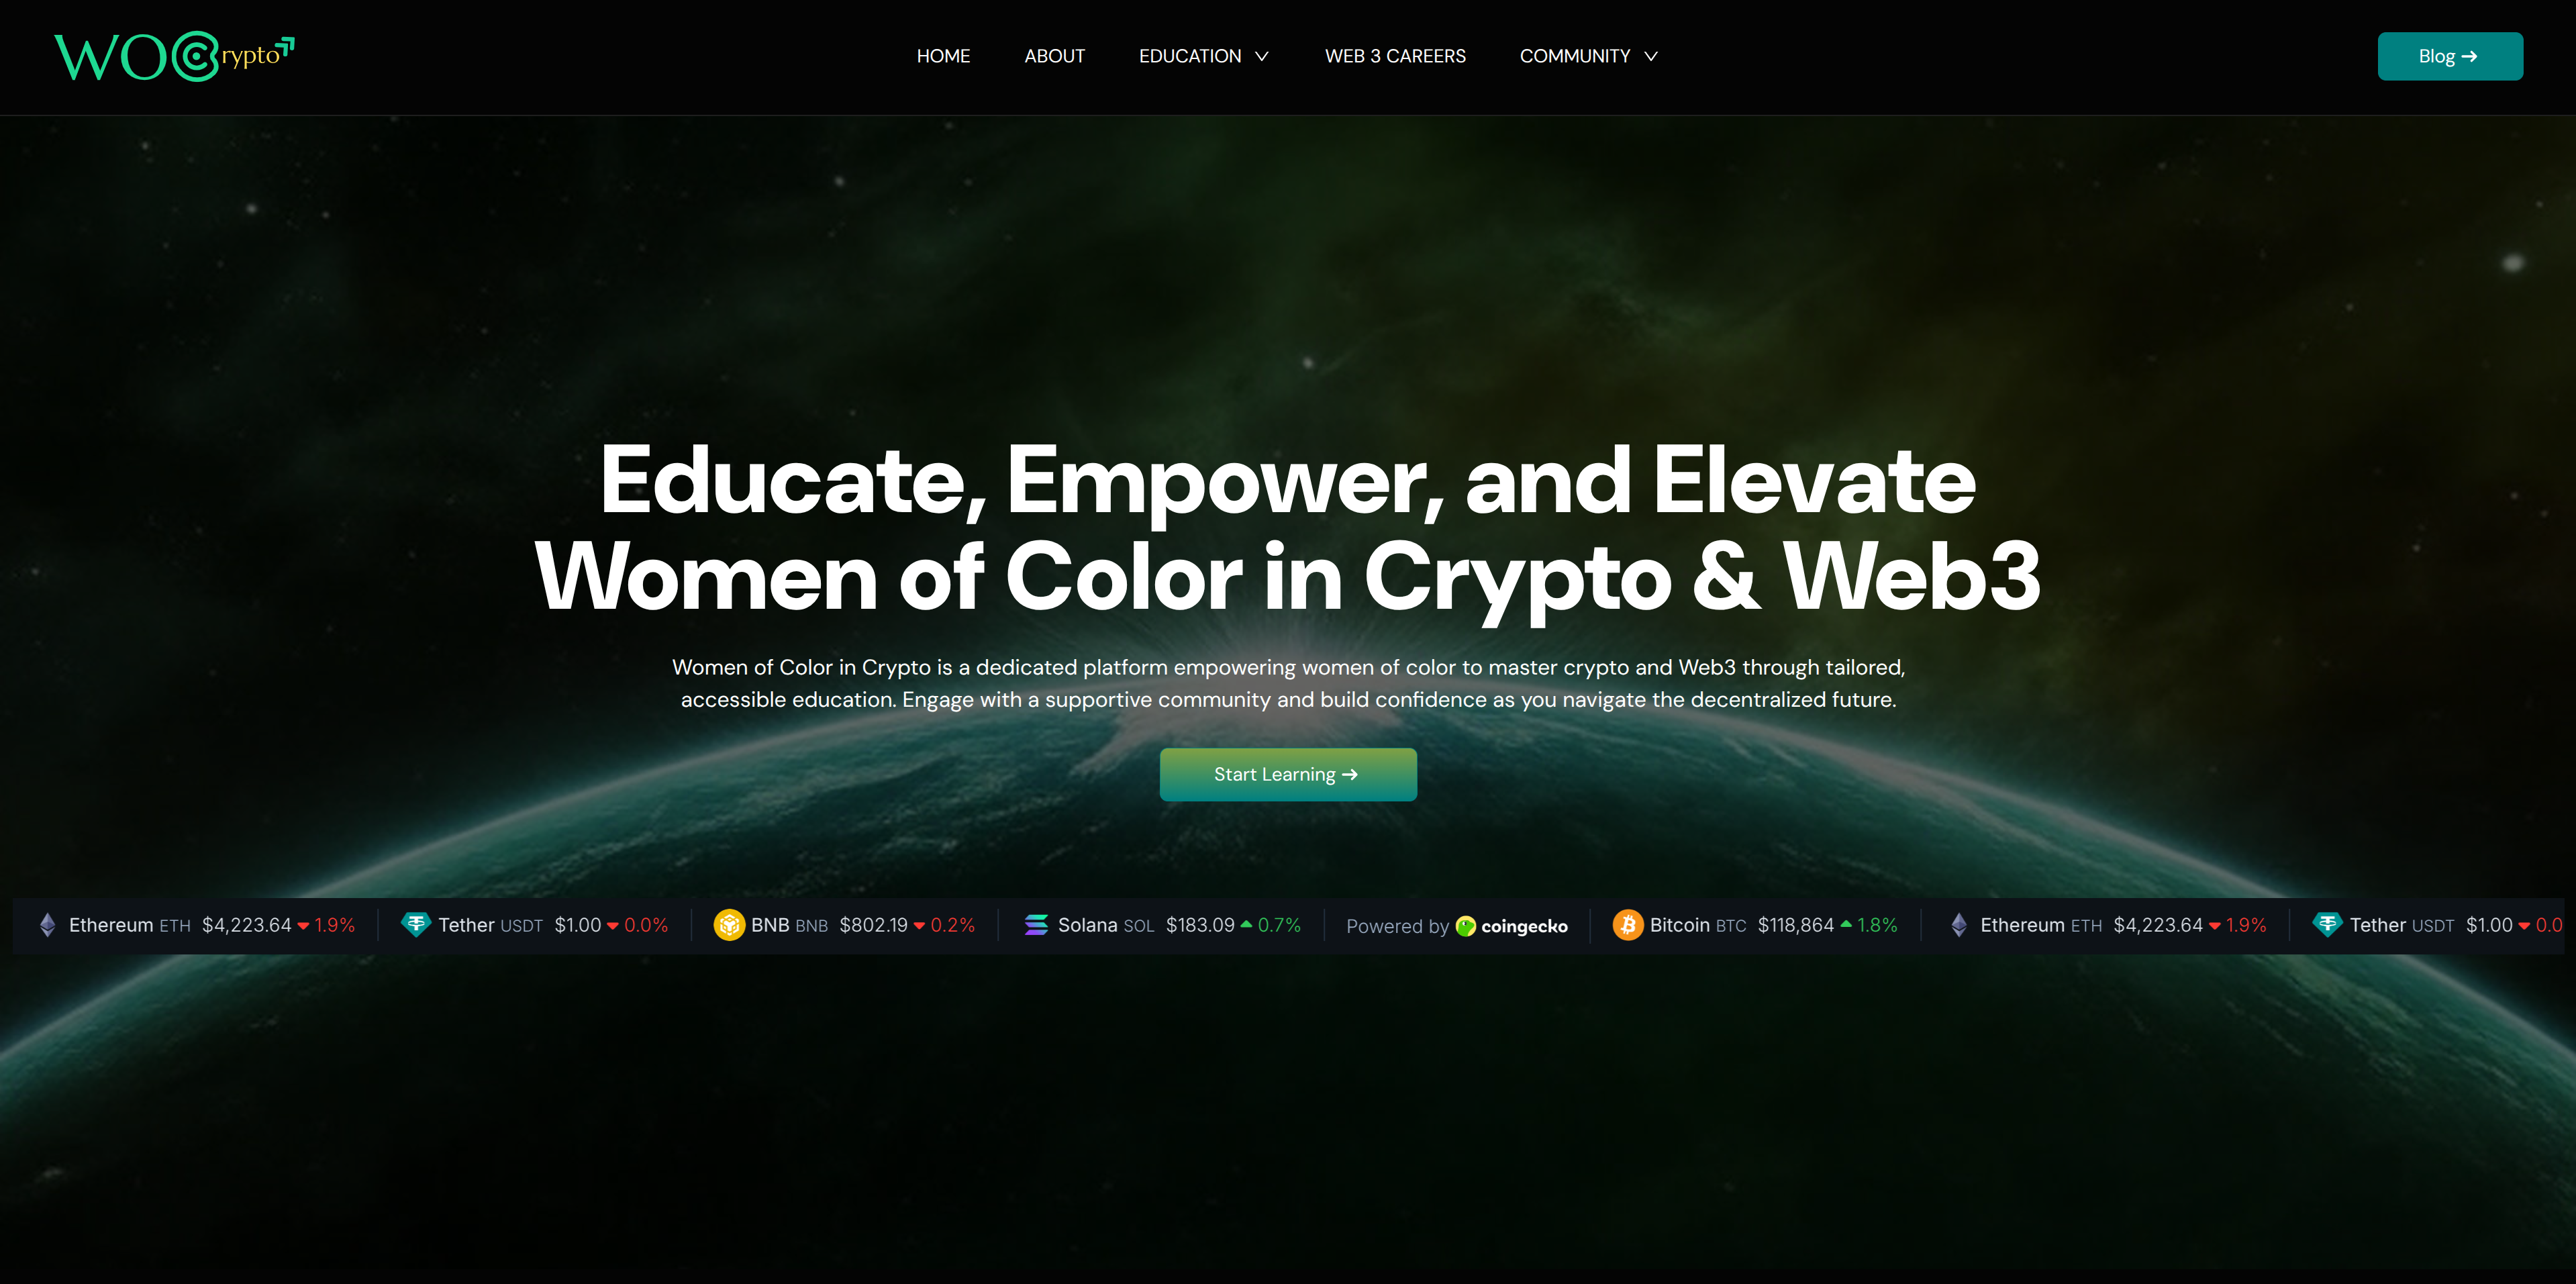 WOCrypto
HOME ABOUT EDUCATION WEB 3 CAREERS COMMUNITY
Blog →
Educate, Empower, and Elevate
Women of Color in Crypto & Web3
Women of Color in Crypto is a dedicated platform empowering women of color to master crypto and Web3 through tailored,
accessible education. Engage with a supportive community and build confidence as you navigate the decentralized future.
Start Learning →
Ethereum ETH $4,223.64 1.9% Tether USDT $1.00 0.0% BNB BNB $802.19 0.2% Solana SOL $183.09 0.7% Powered by coingecko Bitcoin BTC $118,864 1.8% Ethereum ETH $4,223.64 1.9% Tether USDT $1.00 0.0